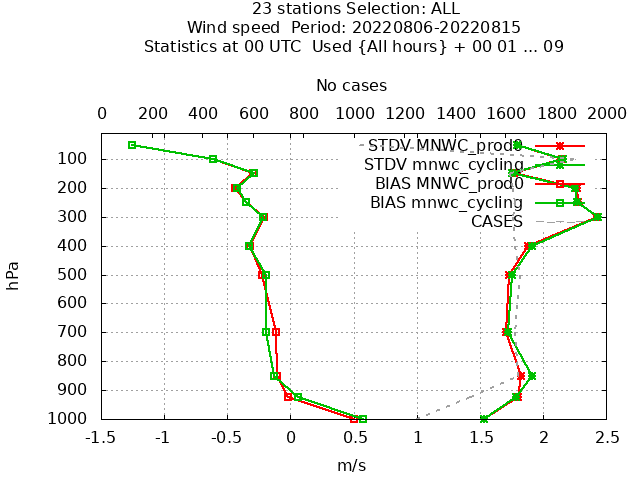 23 stations Selection: ALL
Wind speed  Period: 20220806-20220815
Statistics at 00 UTC  Used {All hours} + 00 01 ... 09
No cases
0 200 400 600 800 1000 1200 1400 1600 1800 2000
STDV MNWC_prod0
STDV mnwc_cycling
BIAS MNWC_prod0
BIAS mnwc_cycling
CASES
hPa
100
200
300
400
500
600
700
800
900
1000
-1.5 -1 -0.5 0 0.5 1 1.5 2 2.5
m/s